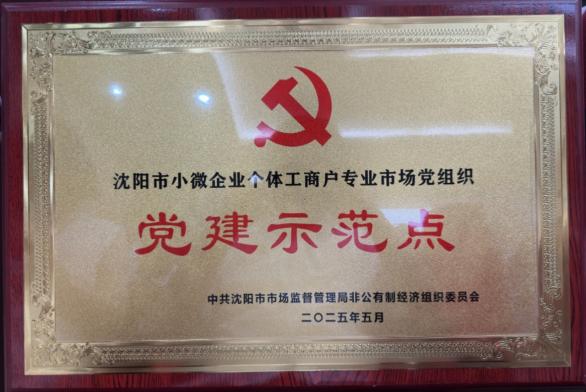 沈阳市小微企业个体工商户专业市场党组织
党建示范点
中共沈阳市市场监督管理局非公有制经济组织委员会
二〇二五年五月